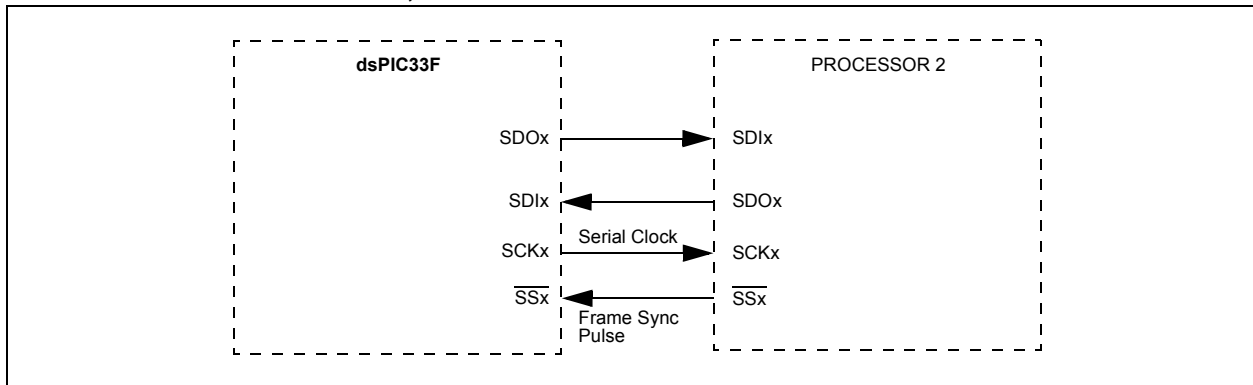 dsPIC33F PROCESSOR 2
SDOx SDIx
SDIx SDOx
Serial Clock
SCKx SCKx
SSx SSx
Frame Sync
Pulse